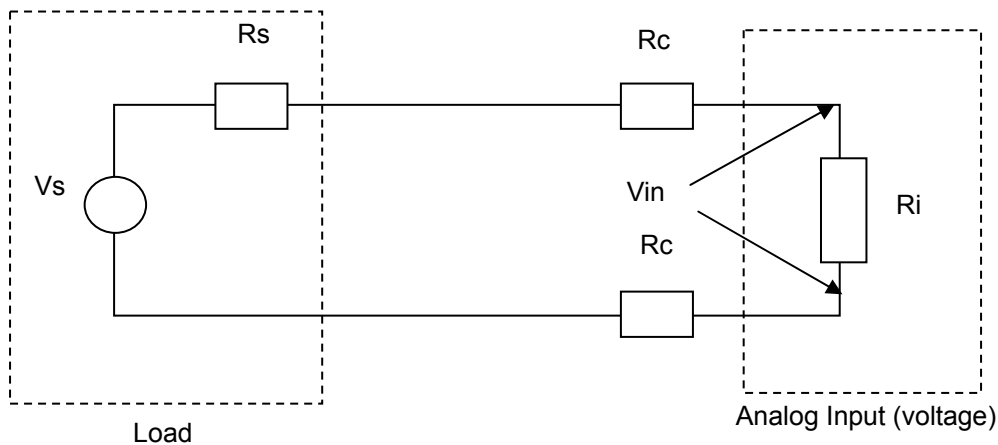 Rs
Rc
Vs
Vin
Ri
Rc
Analog Input (voltage)
Load